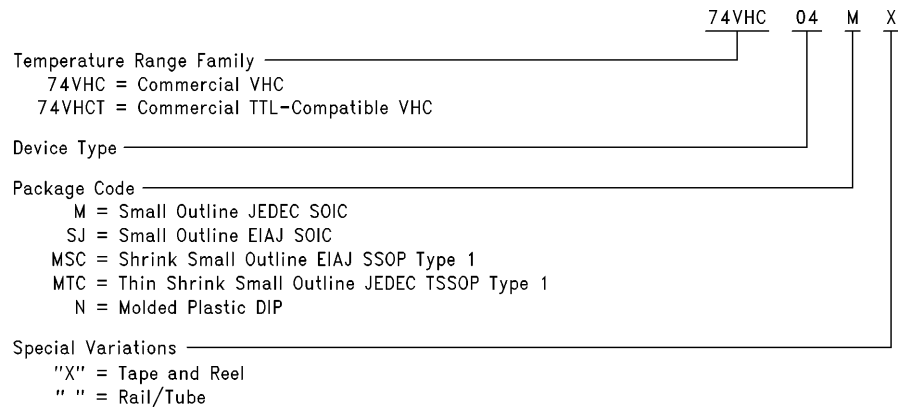 74VHC 04 M X
Temperature Range Family
74VHC = Commercial VHC
74VHCT = Commercial TTL-Compatible VHC
Device Type
Package Code
M = Small Outline JEDEC SOIC
SJ = Small Outline EIAJ SOIC
MSC = Shrink Small Outline EIAJ SSOP Type 1
MTC = Thin Shrink Small Outline JEDEC TSSOP Type 1
N = Molded Plastic DIP
Special Variations
"X" = Tape and Reel
" " = Rail/Tube